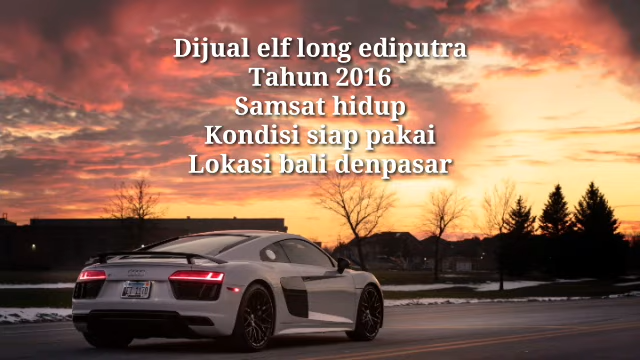 Dijual elf long ediputra
Tahun 2016
Samsat hidup
Kondisi siap pakai
Lokasi bali denpasar